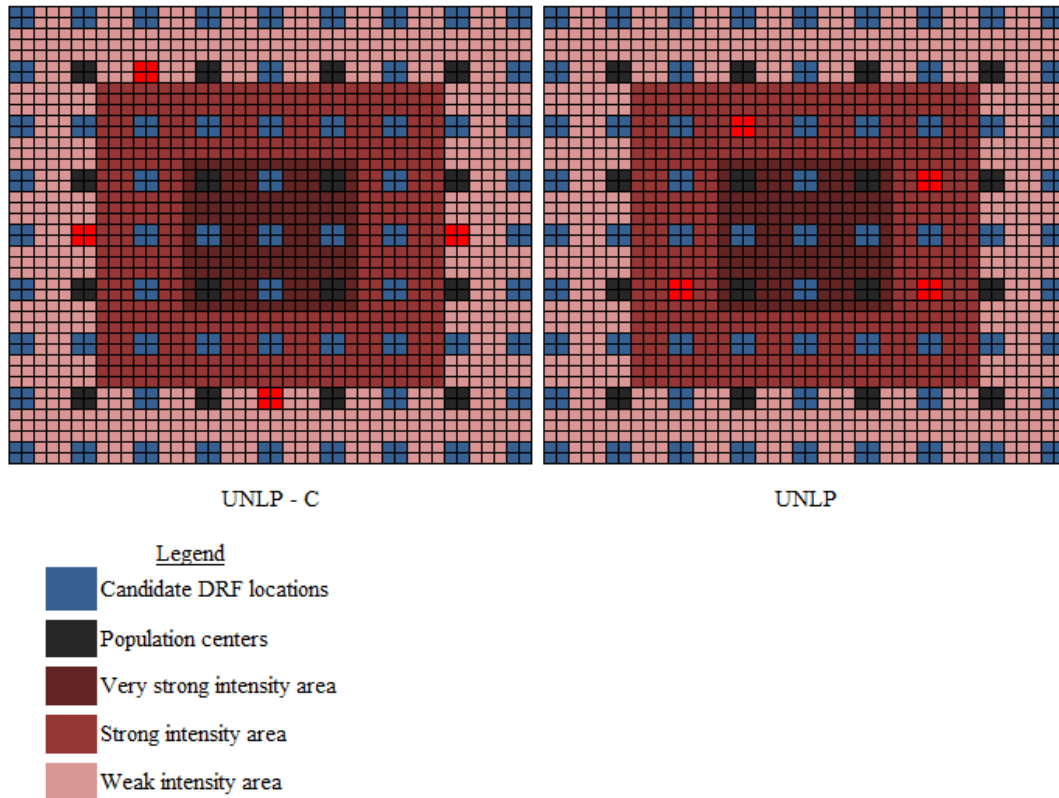 UNLP - C
UNLP
Legend
Candidate DRF locations
Population centers
Very strong intensity area
Strong intensity area
Weak intensity area